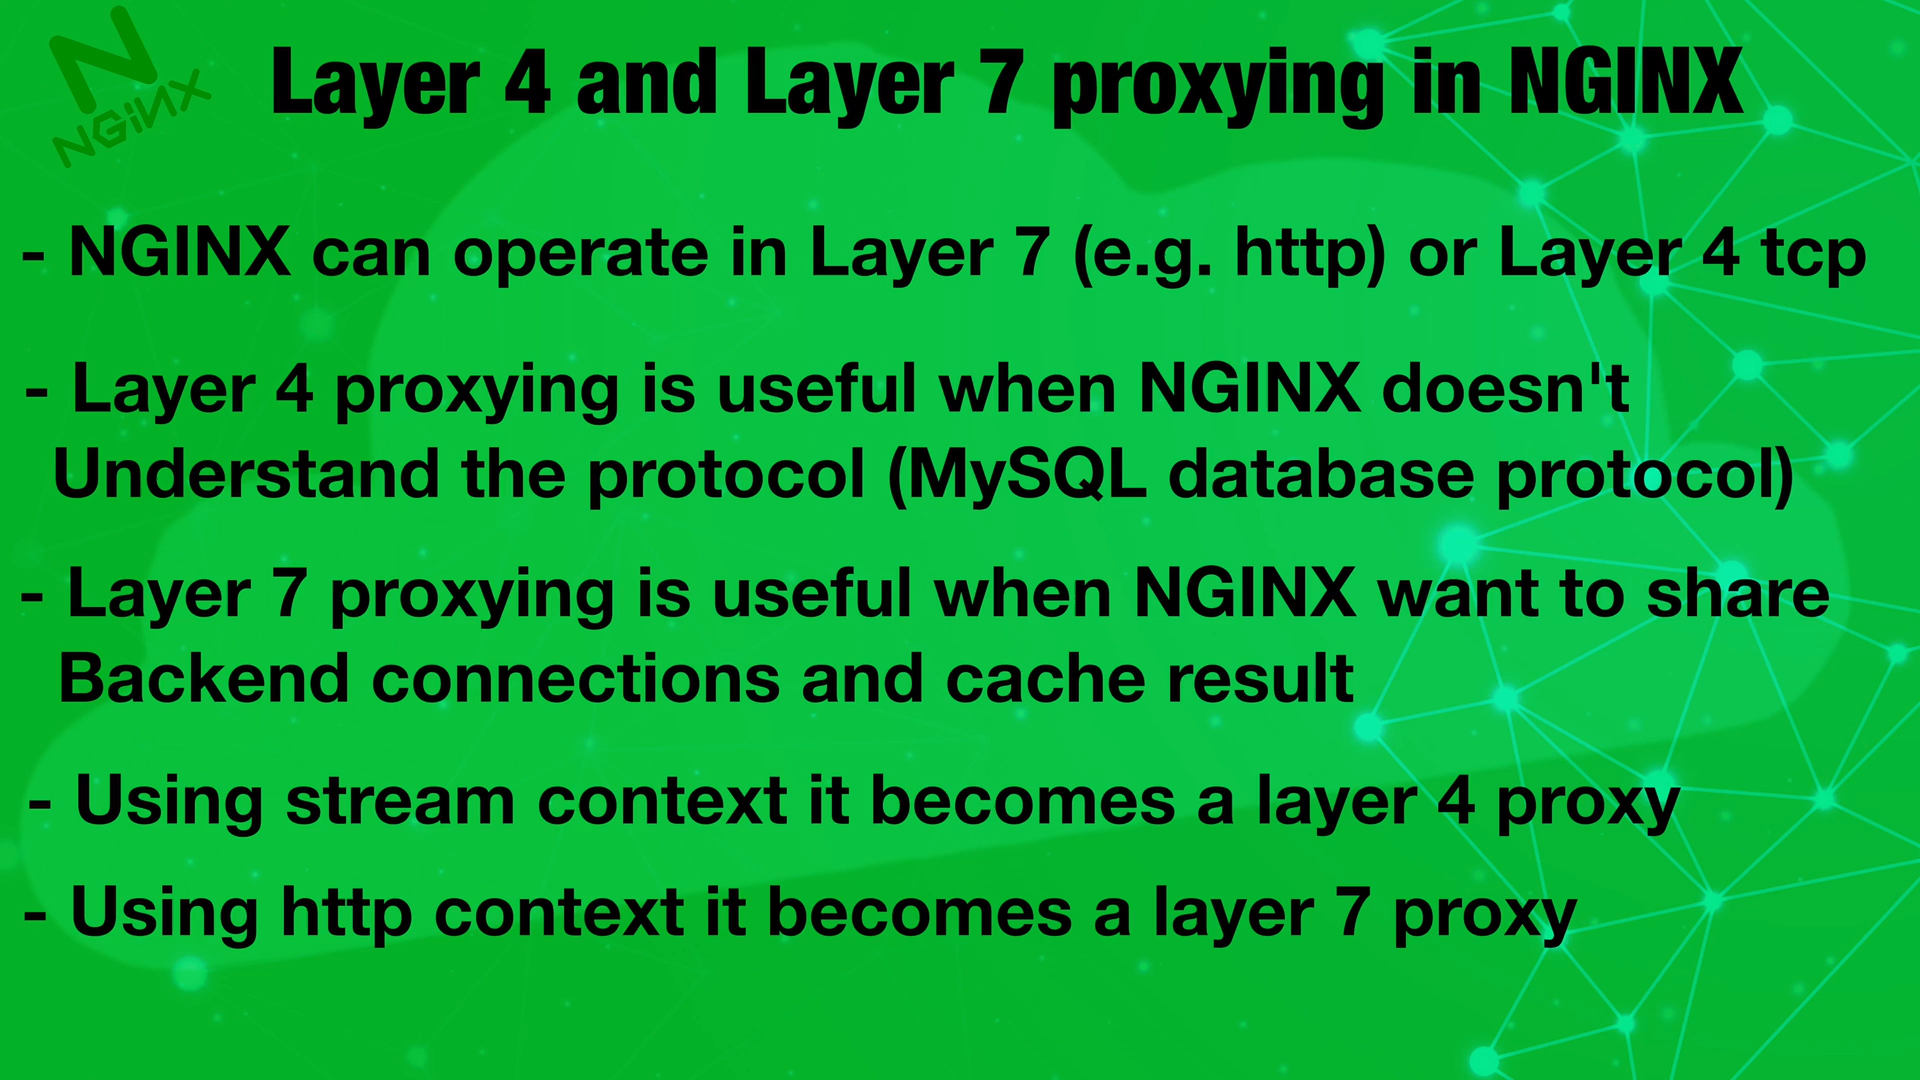 NGINX
Layer 4 and Layer 7 proxying in NGINX
- NGINX can operate in Layer 7 (e.g. http) or Layer 4 tcp
- Layer 4 proxying is useful when NGINX doesn't
Understand the protocol (MySQL database protocol)
- Layer 7 proxying is useful when NGINX want to share
Backend connections and cache result
- Using stream context it becomes a layer 4 proxy
- Using http context it becomes a layer 7 proxy